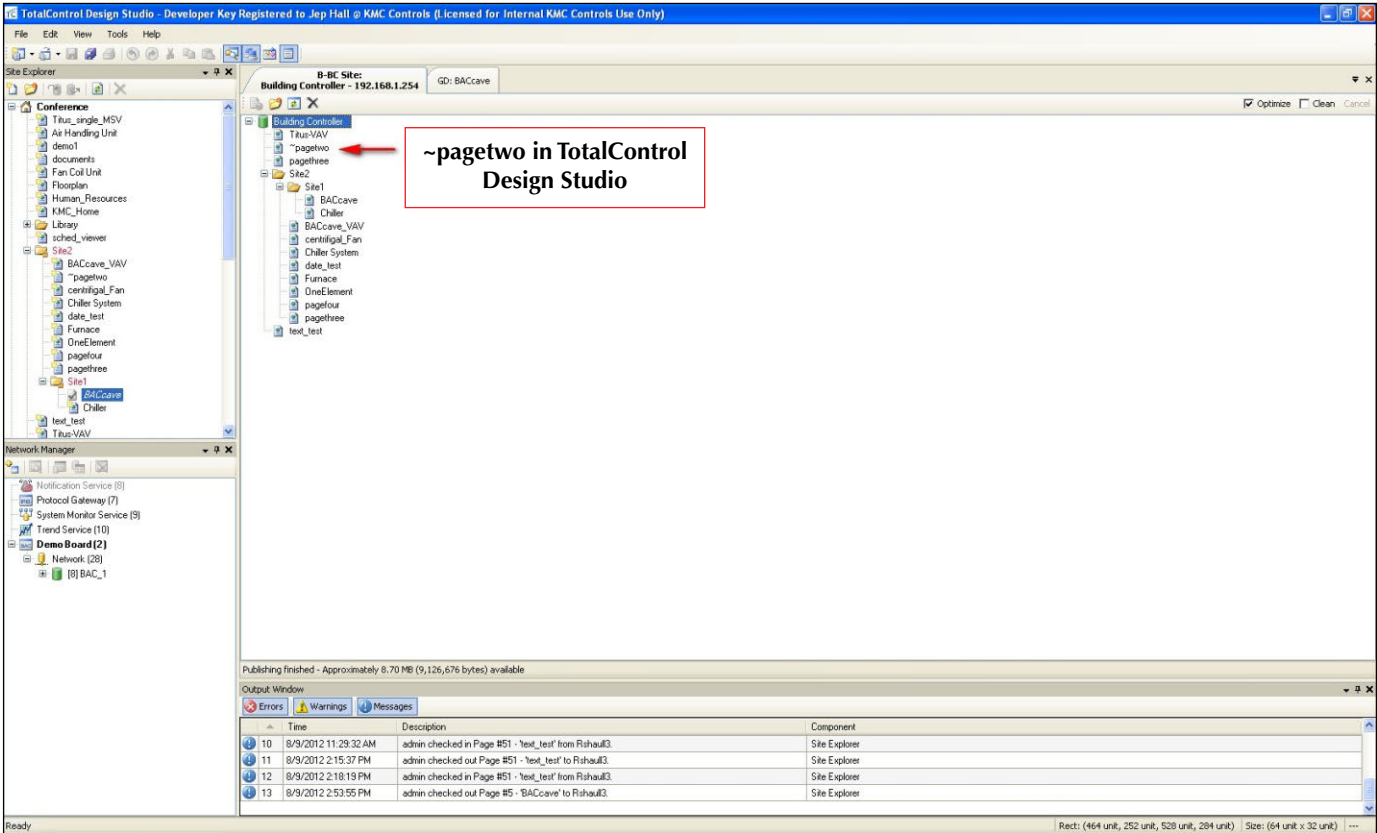 TotalControl Design Studio - Developer Key Registered to Jep Hall @ KMC Controls (Licensed for Internal KMC Controls Use Only)
File Edit View Tools Help
Site Explorer
Conference
Titus_single_MSV
Air Handling Unit
demo1
documents
Fan Coil Unit
Floorplan
Human_Resources
KMC_Home
Library
sched_viewer
Site2
BACcave_VAV
~pagetwo
centrifigal_Fan
Chiller System
date_test
Furnace
OneElement
pagefour
pagethree
Site1
BACcave
Chiller
text_test
Titus-VAV
Network Manager
Notification Service (8)
Protocol Gateway (7)
System Monitor Service (9)
Trend Service (10)
Demo Board (2)
Network (28)
[8] BAC_1
B-BC Site:
Building Controller - 192.168.1.254
GD: BACcave
Optimize Clean Cancel
Building Controller
Titus-VAV
~pagetwo
pagethree
Site2
Site1
BACcave
Chiller
BACcave_VAV
centrifigal_Fan
Chiller System
date_test
Furnace
OneElement
pagefour
pagethree
text_test
~pagetwo in TotalControl
Design Studio
Publishing finished - Approximately 8.70 MB (9,126,676 bytes) available
Output Window
Errors Warnings Messages
Time Description Component
10 8/9/2012 11:29:32 AM admin checked in Page #51 - 'text_test' from Rshaull3. Site Explorer
11 8/9/2012 2:15:37 PM admin checked out Page #51 - 'text_test' to Rshaull3. Site Explorer
12 8/9/2012 2:18:19 PM admin checked in Page #51 - 'text_test' from Rshaull3. Site Explorer
13 8/9/2012 2:53:55 PM admin checked out Page #5 - 'BACcave' to Rshaull3. Site Explorer
Ready
Rect: (464 unit, 252 unit, 528 unit, 284 unit) Size: (64 unit x 32 unit) ---